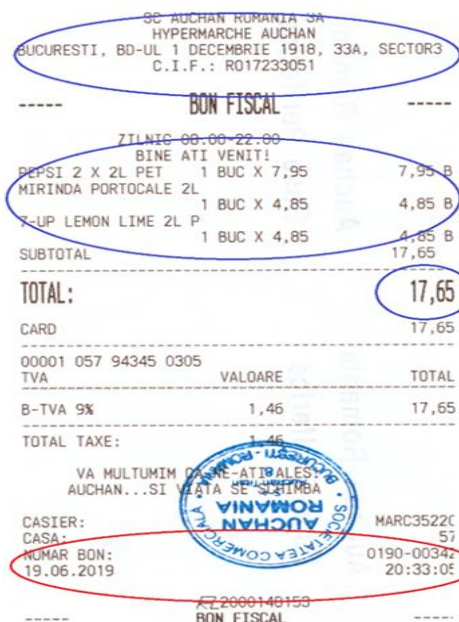 SC AUCHAN ROMANIA SA
HYPERMARCHE AUCHAN
BUCURESTI, BD-UL 1 DECEMBRIE 1918, 33A, SECTOR3
C.I.F.: RO17233051
----- BON FISCAL -----
ZILNIC 08.00-22.00
BINE ATI VENIT!
PEPSI 2 X 2L PET 1 BUC X 7,95 7,95 B
MIRINDA PORTOCALE 2L
1 BUC X 4,85 4,85 B
7-UP LEMON LIME 2L P
1 BUC X 4,85 4,85 B
SUBTOTAL 17,65
TOTAL: 17,65
CARD 17,65
00001 057 94345 0305
TVA VALOARE TOTAL
B-TVA 9% 1,46 17,65
TOTAL TAXE: 1,46
VA MULTUMIM CA NE-ATI ALES!
AUCHAN...SI VIATA SE SCHIMBA
SOCIETATEA COMERCIALA
AUCHAN
ROMANIA
BUCURESTI - ROMANIA
CASIER: MARC3522
CASA: 57
NUMAR BON: 0190-0034
19.06.2019 20:33:05
2000140153
----- BON FISCAL -----